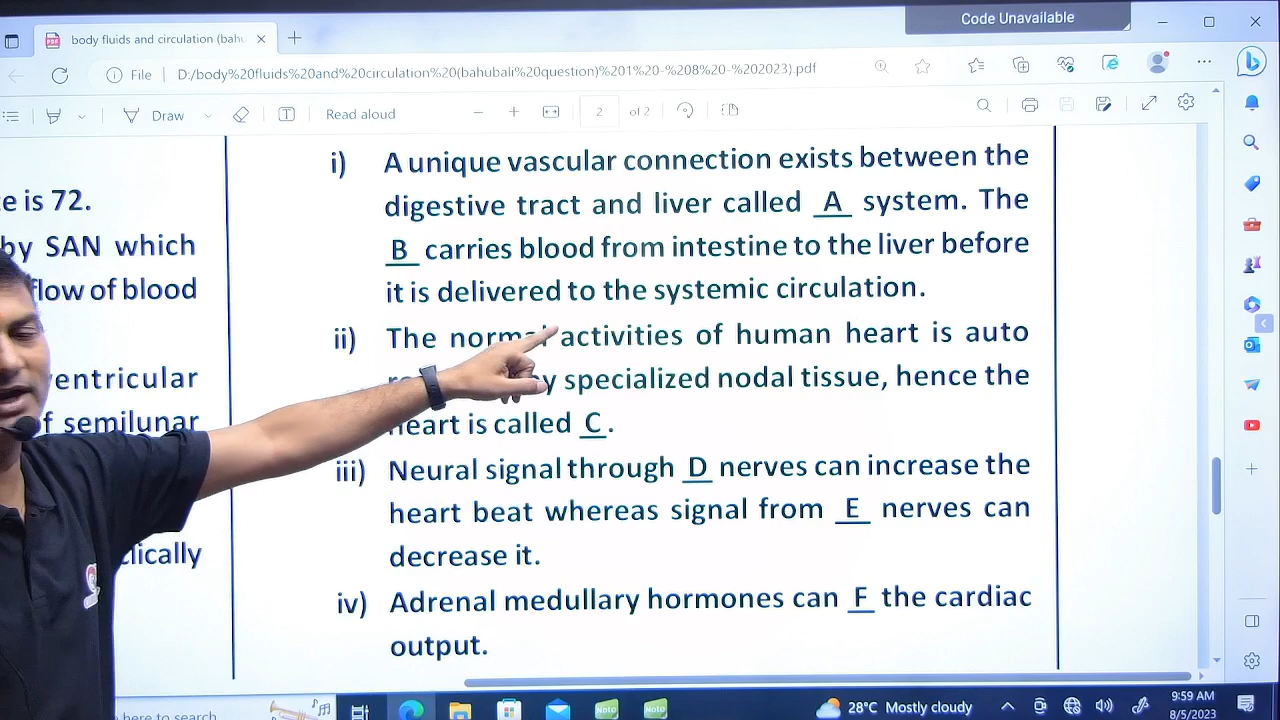 Code Unavailable
body fluids and circulation (bahu
File D:/body%20fluids%20and%20circulation%20(bahubali%20question)%201%20-%208%20-%202023).pdf
Draw
Read aloud
2 of 2
e is 72.
by SAN which
flow of blood
entricular
f semilunar
clically
i) A unique vascular connection exists between the
digestive tract and liver called A system. The
B carries blood from intestine to the liver before
it is delivered to the systemic circulation.
ii) The normal activities of human heart is auto
by specialized nodal tissue, hence the
heart is called C.
iii) Neural signal through D nerves can increase the
heart beat whereas signal from E nerves can
decrease it.
iv) Adrenal medullary hormones can F the cardiac
output.
here to search
Note
Note
28°C Mostly cloudy
9:59 AM
8/5/2023